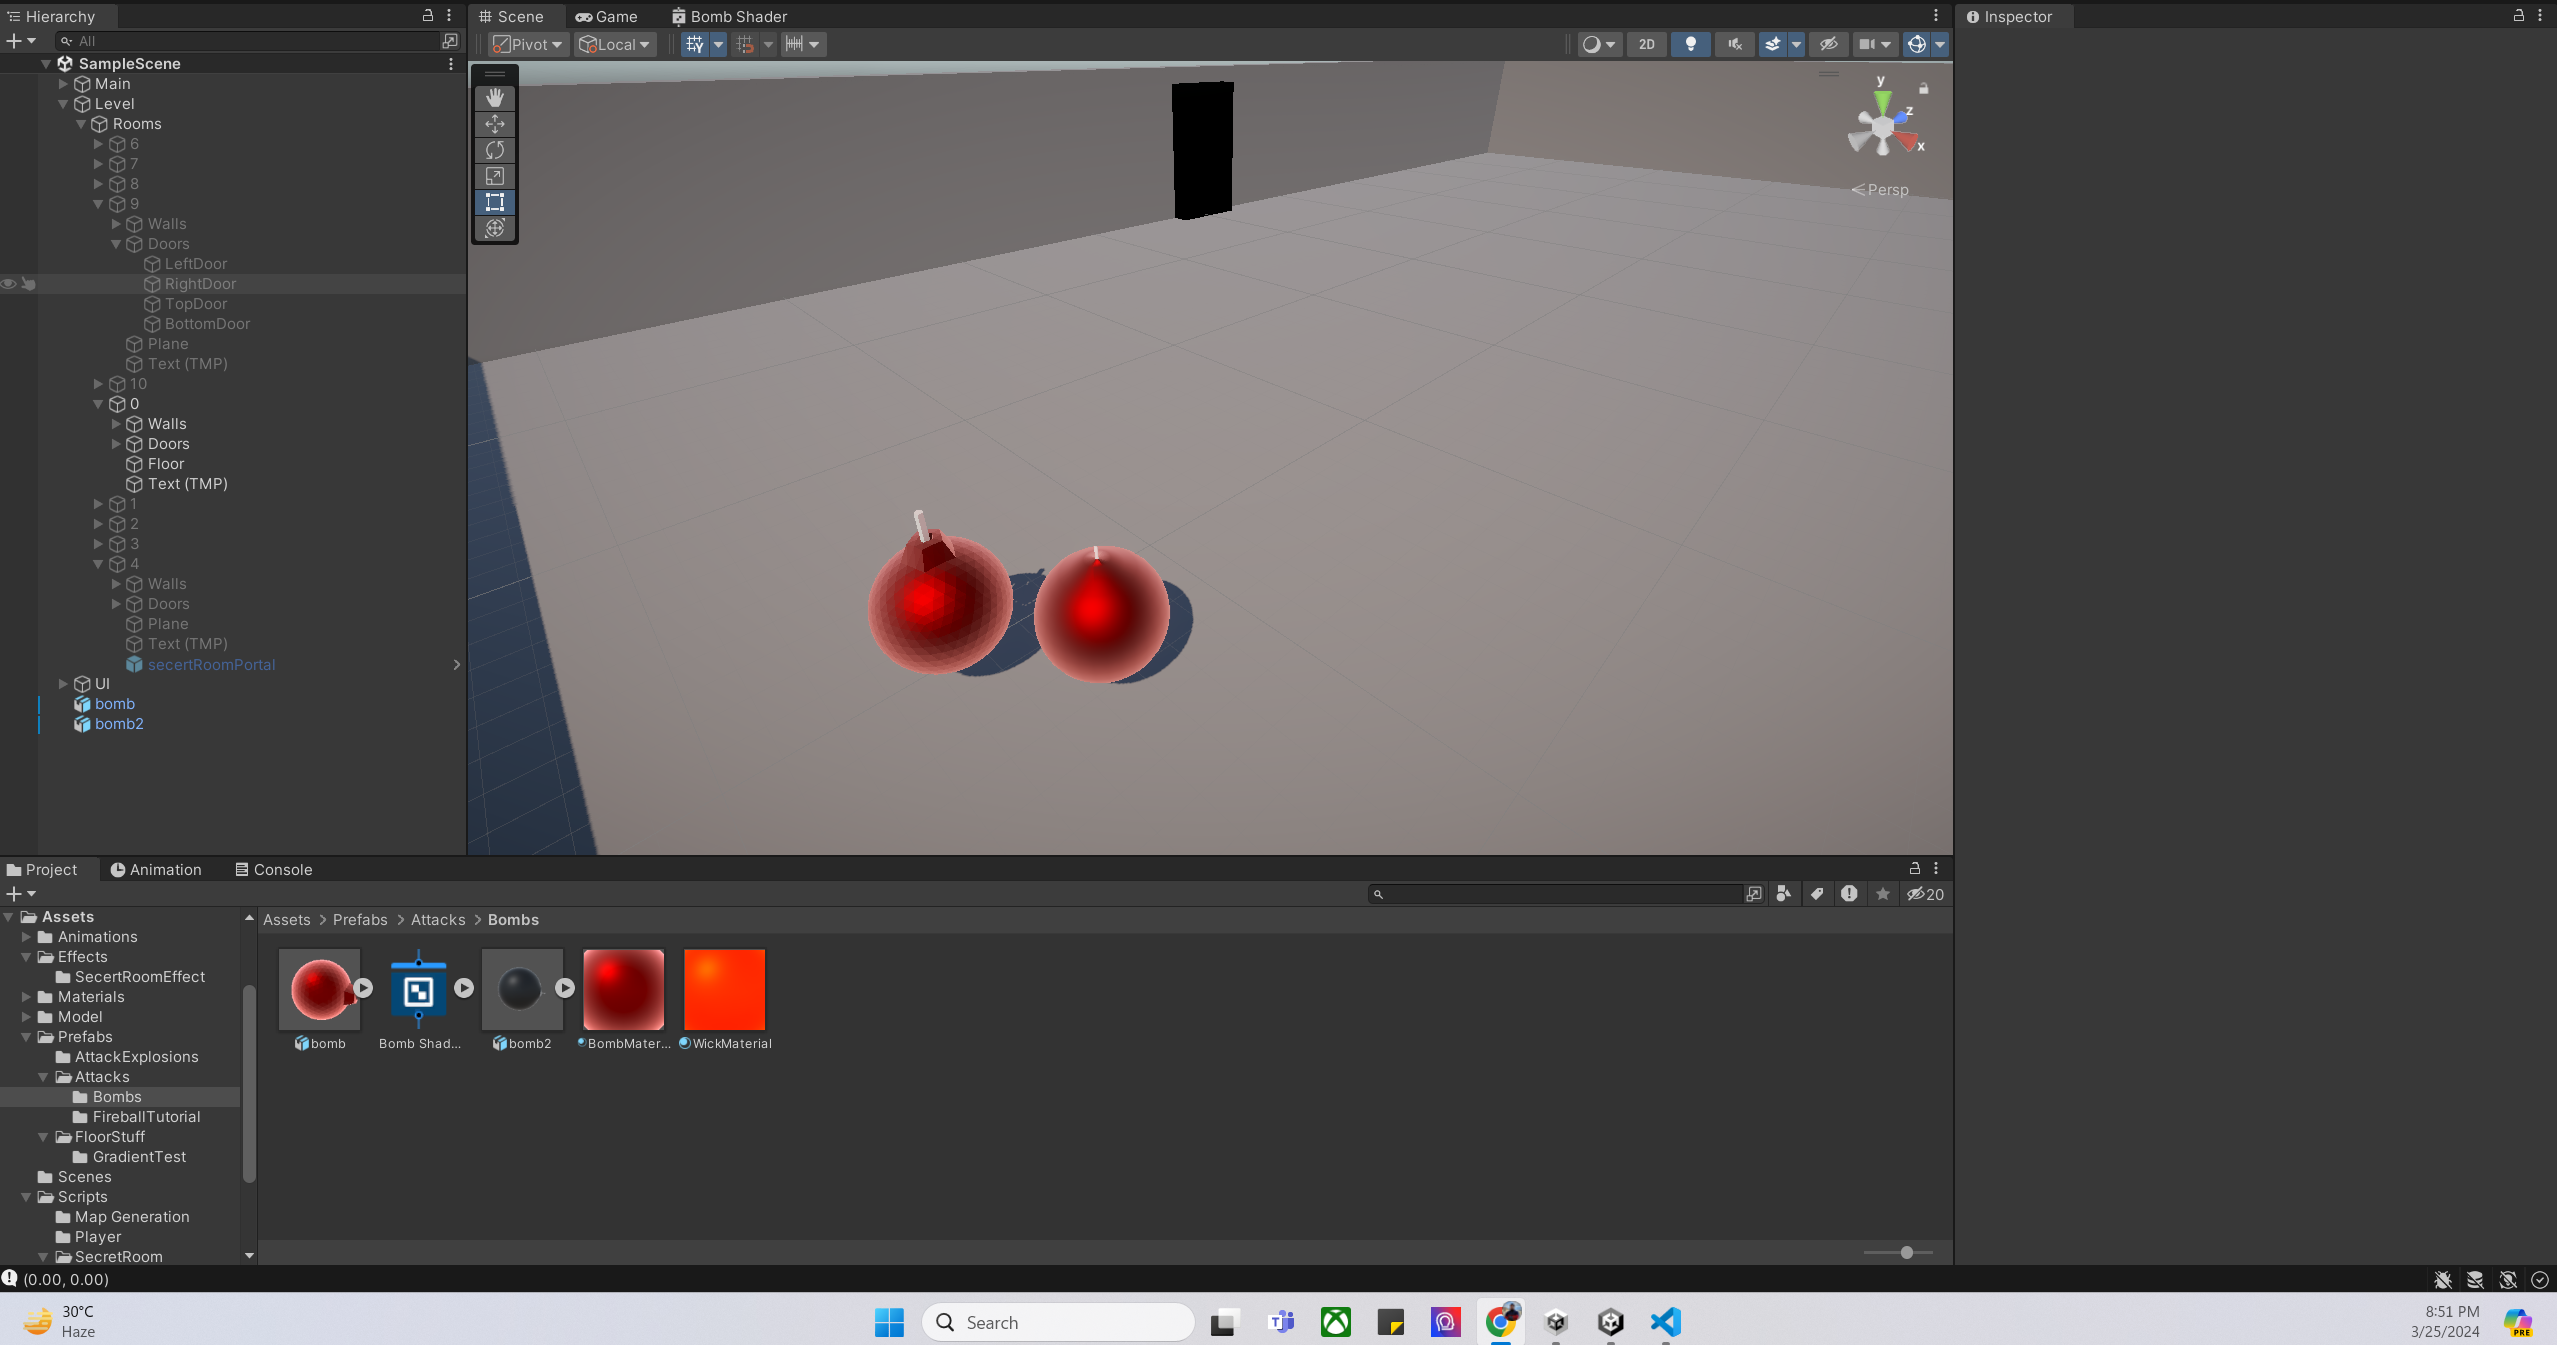 Hierarchy
All
SampleScene
Main
Level
Rooms
6
7
8
9
Walls
Doors
LeftDoor
RightDoor
TopDoor
BottomDoor
Plane
Text (TMP)
10
0
Walls
Doors
Floor
Text (TMP)
1
2
3
4
Walls
Doors
Plane
Text (TMP)
secertRoomPortal
UI
bomb
bomb2
Scene Game Bomb Shader
Pivot Local 2D
y
z
x
Persp
Inspector
Project Animation Console
20
Assets
Animations
Effects
SecertRoomEffect
Materials
Model
Prefabs
AttackExplosions
Attacks
Bombs
FireballTutorial
FloorStuff
GradientTest
Scenes
Scripts
Map Generation
Player
SecretRoom
Assets > Prefabs > Attacks > Bombs
bomb Bomb Shad... bomb2 BombMater... WickMaterial
(0.00, 0.00)
30°C
Haze
Search
8:51 PM
3/25/2024
PRE